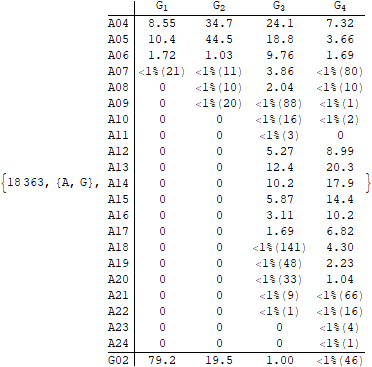 G₁ G₂ G₃ G₄
A04 8.55 34.7 24.1 7.32
A05 10.4 44.5 18.8 3.66
A06 1.72 1.03 9.76 1.69
A07 <1%(21) <1%(11) 3.86 <1%(80)
A08 0 <1%(10) 2.04 <1%(10)
A09 0 <1%(20) <1%(88) <1%(1)
A10 0 0 <1%(16) <1%(2)
A11 0 0 <1%(3) 0
A12 0 0 5.27 8.99
A13 0 0 12.4 20.3
{18363, {A, G}, A14 0 0 10.2 17.9 }
A15 0 0 5.87 14.4
A16 0 0 3.11 10.2
A17 0 0 1.69 6.82
A18 0 0 <1%(141) 4.30
A19 0 0 <1%(48) 2.23
A20 0 0 <1%(33) 1.04
A21 0 0 <1%(9) <1%(66)
A22 0 0 <1%(1) <1%(16)
A23 0 0 0 <1%(4)
A24 0 0 0 <1%(1)
G02 79.2 19.5 1.00 <1%(46)